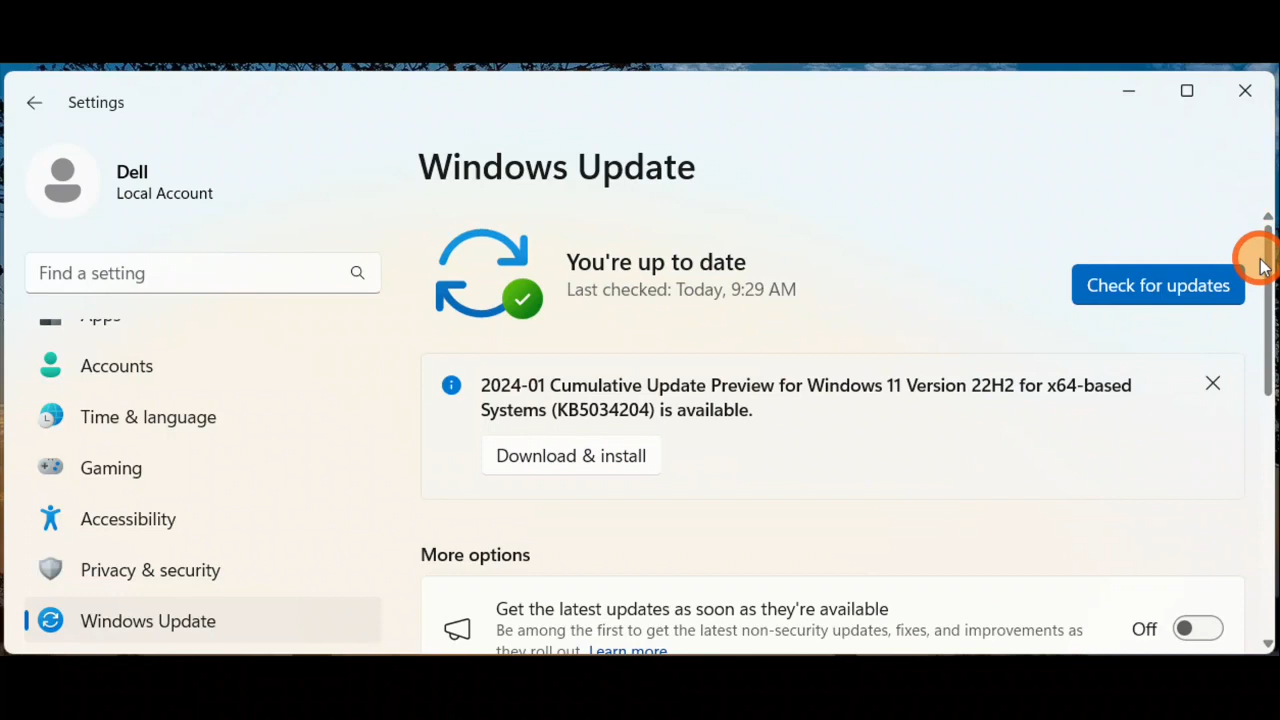 Settings
Dell
Local Account
Find a setting
Apps
Accounts
Time & language
Gaming
Accessibility
Privacy & security
Windows Update
Windows Update
You're up to date
Last checked: Today, 9:29 AM
Check for updates
2024-01 Cumulative Update Preview for Windows 11 Version 22H2 for x64-based
Systems (KB5034204) is available.
Download & install
More options
Get the latest updates as soon as they're available
Be among the first to get the latest non-security updates, fixes, and improvements as
they roll out. Learn more
Off